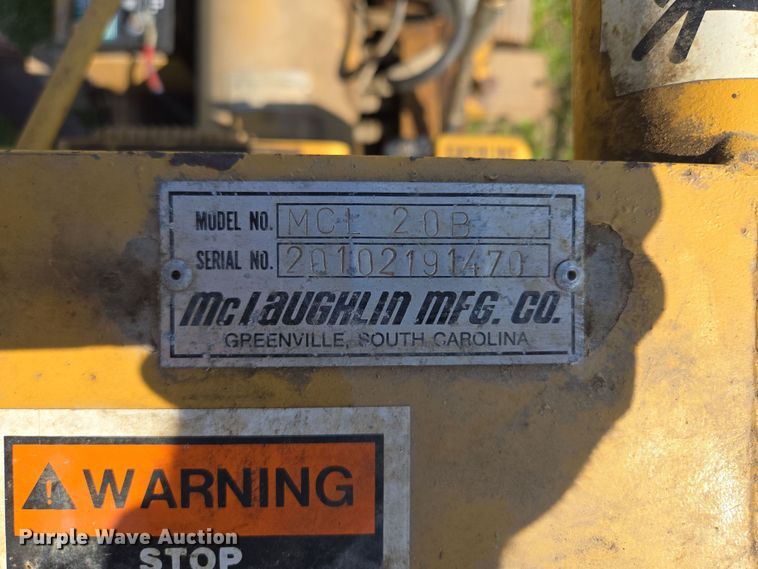 MODEL NO. MCL 20B
SERIAL NO. 20102191470
McLaughlin MFG. CO.
GREENVILLE, SOUTH CAROLINA
WARNING
STOP
Purple Wave Auction